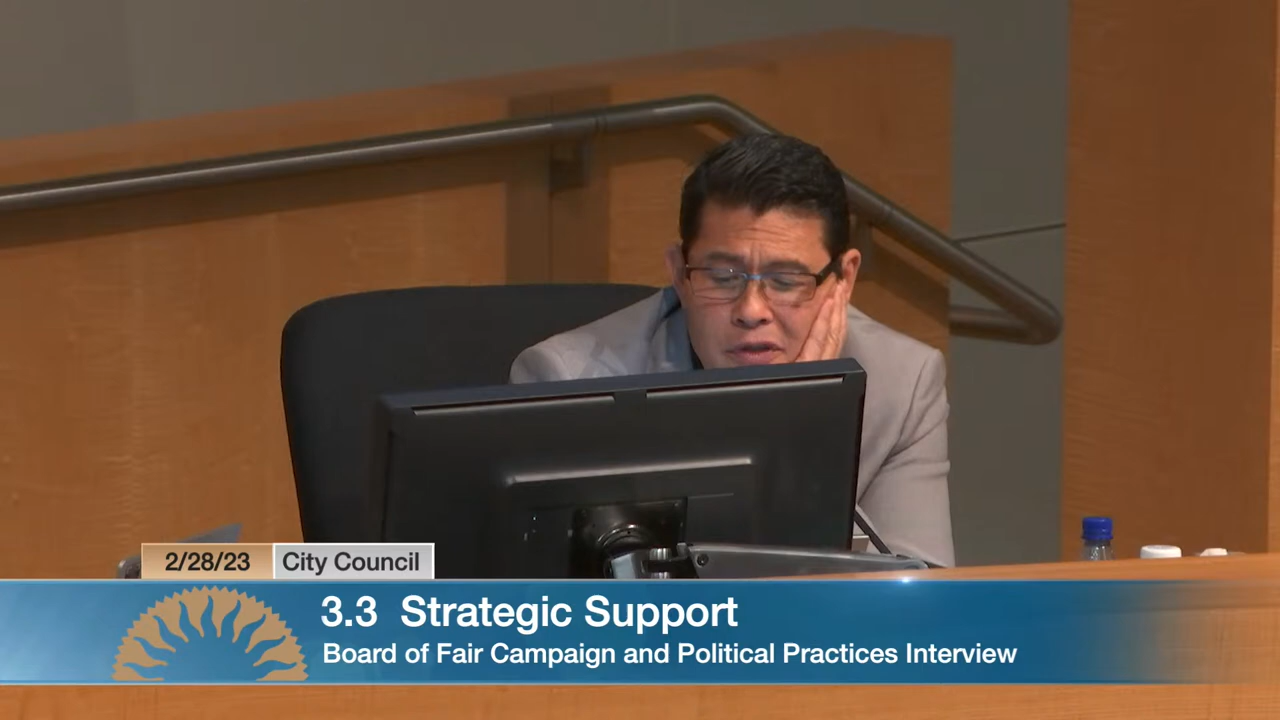 2/28/23 City Council
3.3 Strategic Support
Board of Fair Campaign and Political Practices Interview